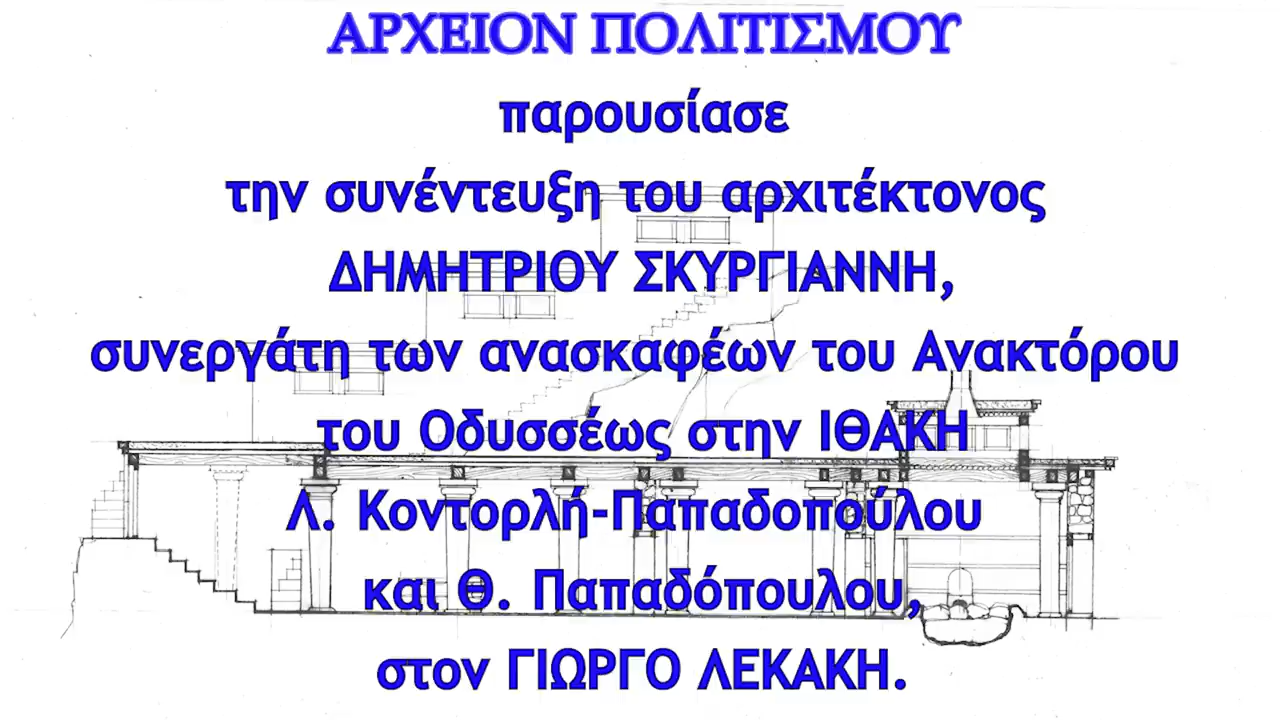 ΑΡΧΕΙΟΝ ΠΟΛΙΤΙΣΜΟΥ
παρουσίασε
την συνέντευξη του αρχιτέκτονος
ΔΗΜΗΤΡΙΟΥ ΣΚΥΡΓΙΑΝΝΗ,
συνεργάτη των ανασκαφέων του Ανακτόρου
του Οδυσσέως στην ΙΘΑΚΗ
Λ. Κοντορλή-Παπαδοπούλου
και Θ. Παπαδόπουλου,
στον ΓΙΩΡΓΟ ΛΕΚΑΚΗ.